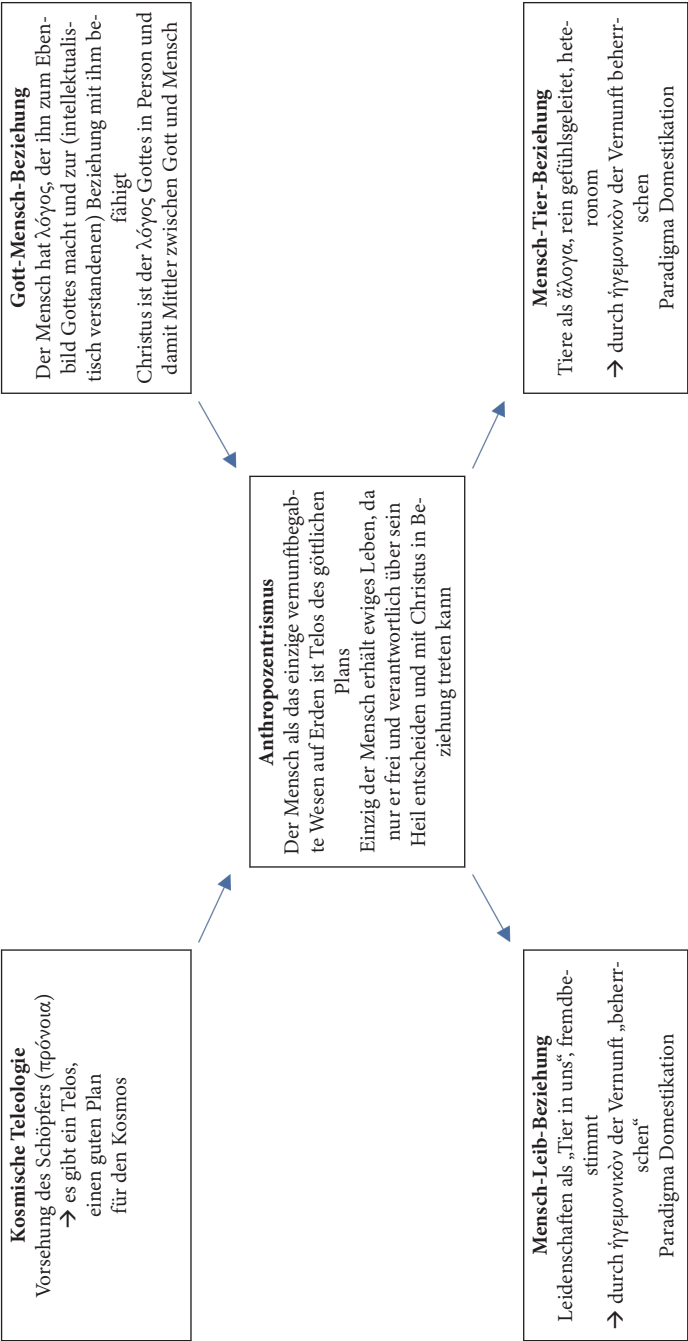 Kosmische Teleologie
Vorsehung des Schöpfers (πρόνοια)
→ es gibt ein Telos,
einen guten Plan
für den Kosmos
Gott-Mensch-Beziehung
Der Mensch hat λόγος, der ihn zum Eben-
bild Gottes macht und zur (intellektualis-
tisch verstandenen) Beziehung mit ihm be-
fähigt
Christus ist der λόγος Gottes in Person und
damit Mittler zwischen Gott und Mensch
Anthropozentrismus
Der Mensch als das einzige vernunftbegab-
te Wesen auf Erden ist Telos des göttlichen
Plans
Einzig der Mensch erhält ewiges Leben, da
nur er frei und verantwortlich über sein
Heil entscheiden und mit Christus in Be-
ziehung treten kann
Mensch-Leib-Beziehung
Leidenschaften als „Tier in uns“, fremdbe-
stimmt
→ durch ἡγεμονικὸν der Vernunft „beherr-
schen“
Paradigma Domestikation
Mensch-Tier-Beziehung
Tiere als ἄλογα, rein gefühlsgeleitet, hete-
ronom
→ durch ἡγεμονικὸν der Vernunft beherr-
schen
Paradigma Domestikation